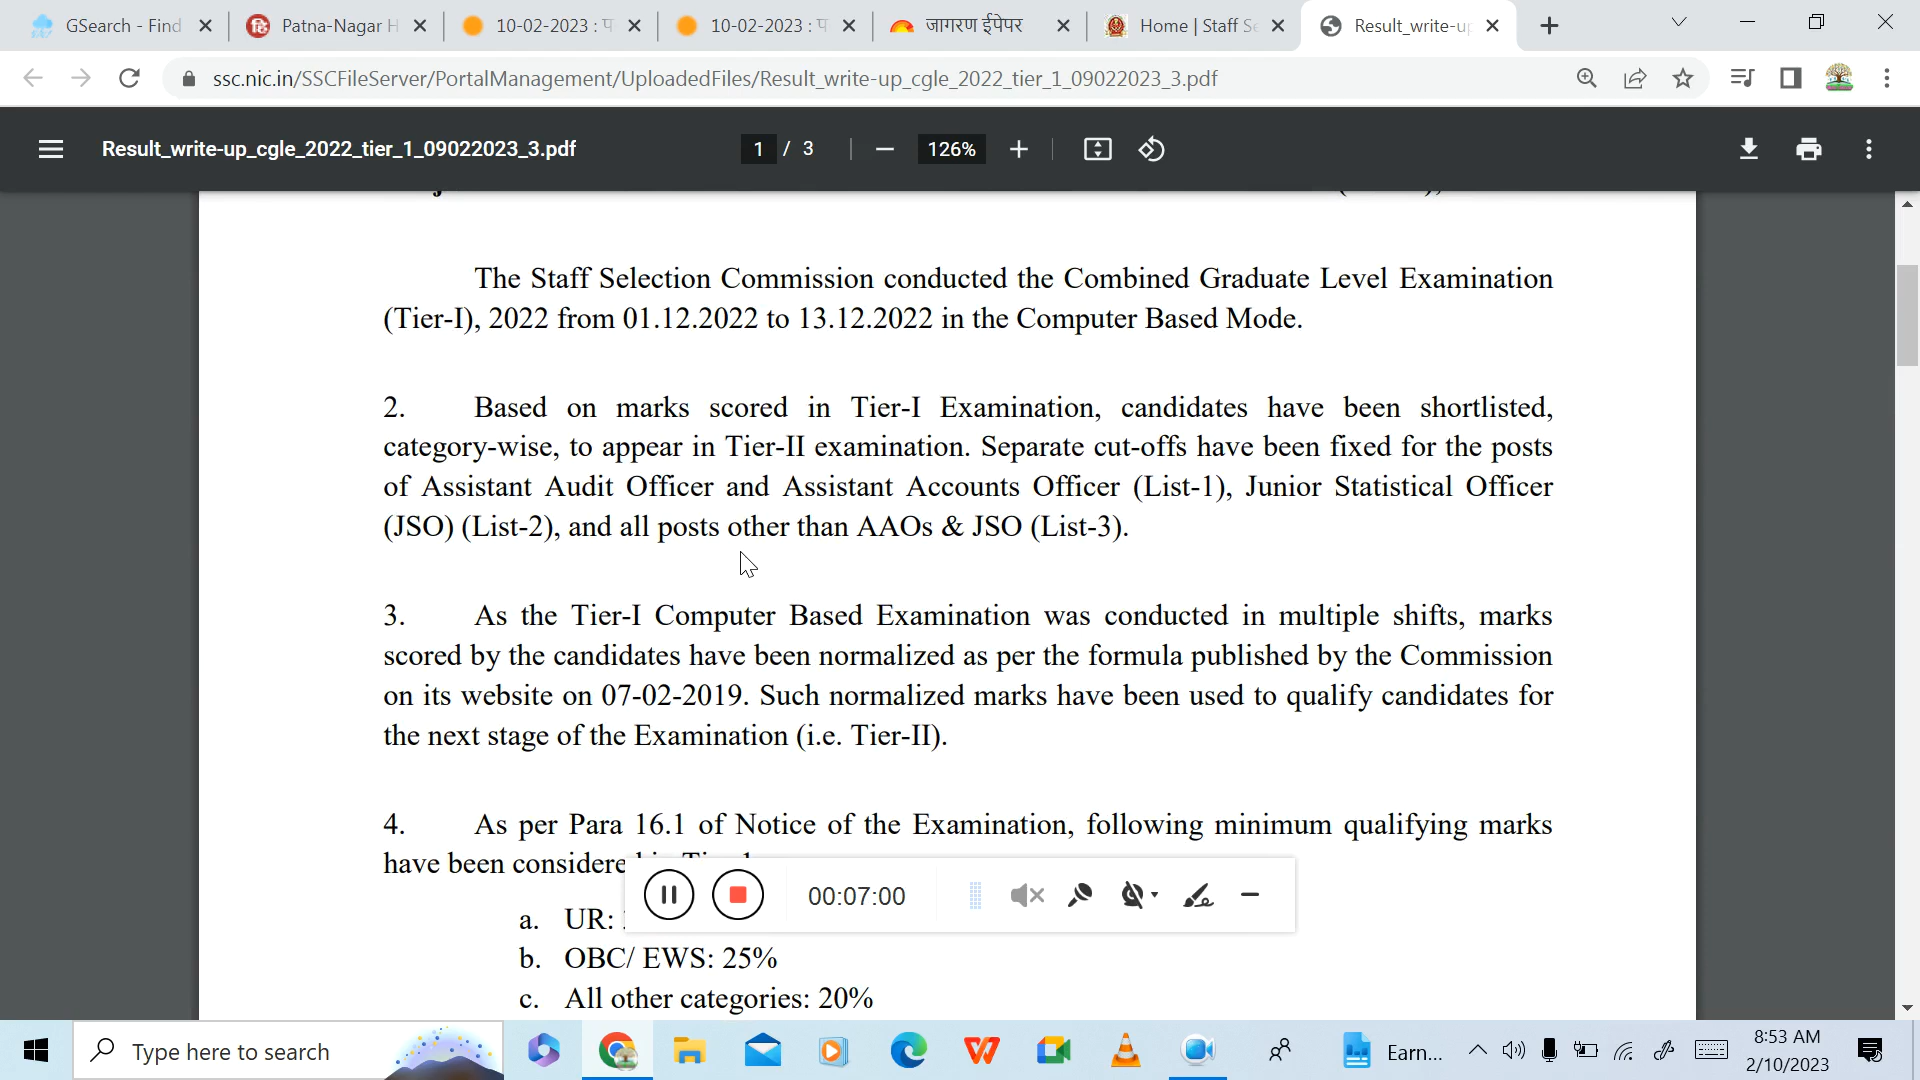 GSearch - Find
Patna-Nagar H
10-02-2023 : प
10-02-2023 : प
जागरण ईपेपर
Home | Staff Se
Result_write-up
ssc.nic.in/SSCFileServer/PortalManagement/UploadedFiles/Result_write-up_cgle_2022_tier_1_09022023_3.pdf
Result_write-up_cgle_2022_tier_1_09022023_3.pdf
1 / 3
126%
The Staff Selection Commission conducted the Combined Graduate Level Examination
(Tier-I), 2022 from 01.12.2022 to 13.12.2022 in the Computer Based Mode.
2. Based on marks scored in Tier-I Examination, candidates have been shortlisted,
category-wise, to appear in Tier-II examination. Separate cut-offs have been fixed for the posts
of Assistant Audit Officer and Assistant Accounts Officer (List-1), Junior Statistical Officer
(JSO) (List-2), and all posts other than AAOs & JSO (List-3).
3. As the Tier-I Computer Based Examination was conducted in multiple shifts, marks
scored by the candidates have been normalized as per the formula published by the Commission
on its website on 07-02-2019. Such normalized marks have been used to qualify candidates for
the next stage of the Examination (i.e. Tier-II).
4. As per Para 16.1 of Notice of the Examination, following minimum qualifying marks
have been
00:07:00
a. UR:
b. OBC/ EWS: 25%
c. All other categories: 20%
Type here to search
Earn...
8:53 AM
2/10/2023